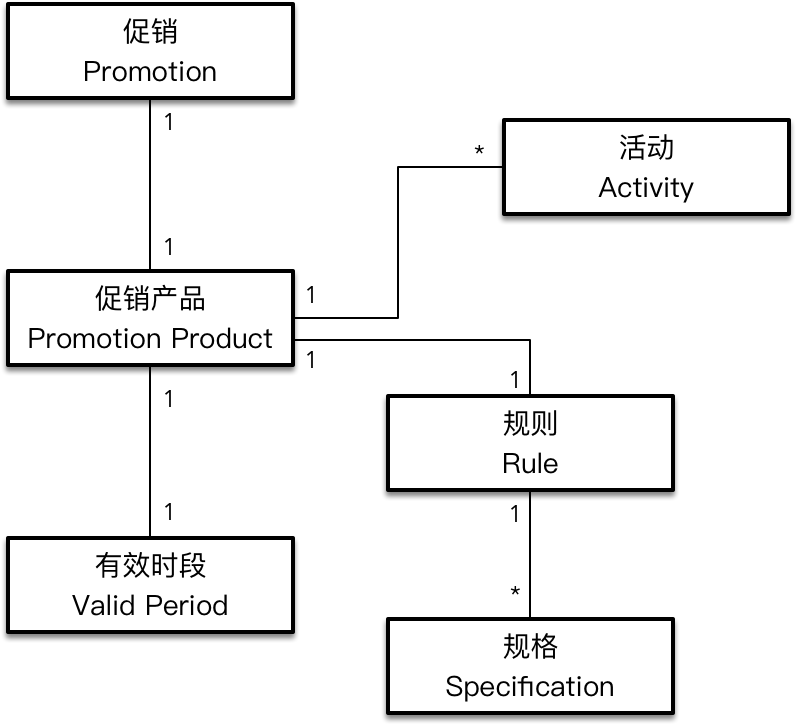 促销
Promotion
1
1
*
活动
Activity
促销产品
Promotion Product
1
1
1
规则
Rule
1
1
1
*
有效时段
Valid Period
规格
Specification